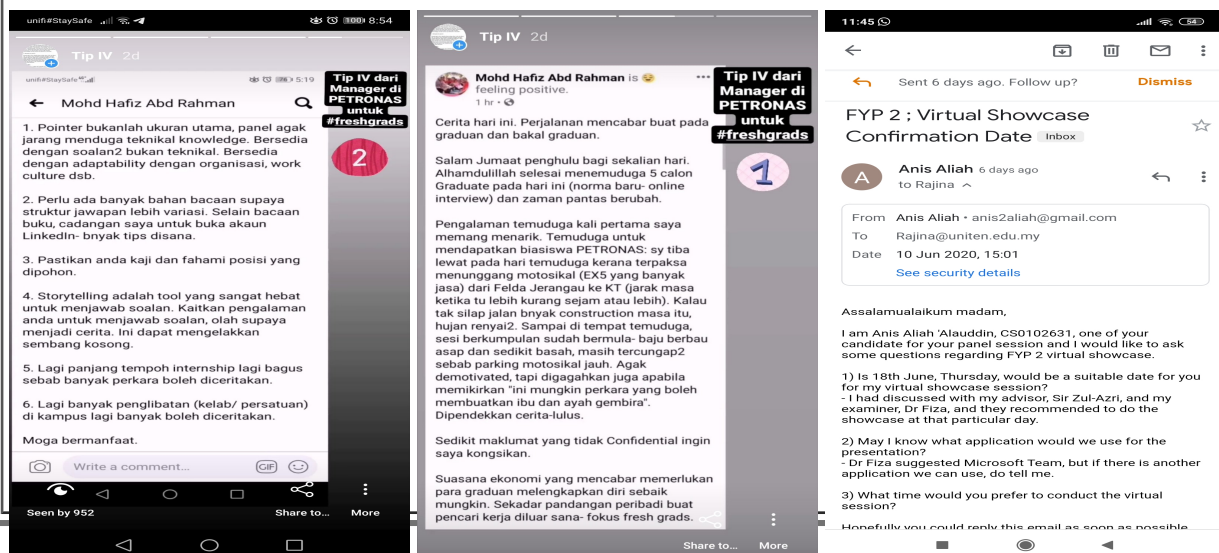 unifi#StaySafe
100 8:54
Tip IV 2d
unifi#StaySafe
5:19
Mohd Hafiz Abd Rahman
Tip IV dari
Manager di
PETRONAS
untuk
#freshgrads
2
1. Pointer bukanlah ukuran utama, panel agak
jarang menduga teknikal knowledge. Bersedia
dengan soalan2 bukan teknikal. Bersedia
dengan adaptability dengan organisasi, work
culture dsb.
2. Perlu ada banyak bahan bacaan supaya
struktur jawapan lebih variasi. Selain bacaan
buku, cadangan saya untuk buka akaun
LinkedIn- bnyak tips disana.
3. Pastikan anda kaji dan fahami posisi yang
dipohon.
4. Storytelling adalah tool yang sangat hebat
untuk menjawab soalan. Kaitkan pengalaman
anda untuk menjawab soalan, olah supaya
menjadi cerita. Ini dapat mengelakkan
sembang kosong.
5. Lagi panjang tempoh internship lagi bagus
sebab banyak perkara boleh diceritakan.
6. Lagi banyak penglibatan (kelab/ persatuan)
di kampus lagi banyak boleh diceritakan.
Moga bermanfaat.
Write a comment...
GIF
Seen by 952
Share to...
More
Tip IV 2d
Mohd Hafiz Abd Rahman is
feeling positive.
1 hr
Tip IV dari
Manager di
PETRONAS
untuk
#freshgrads
1
Cerita hari ini. Perjalanan mencabar buat pada
graduan dan bakal graduan.
Salam Jumaat penghulu bagi sekalian hari.
Alhamdulillah selesai menemuduga 5 calon
Graduate pada hari ini (norma baru- online
interview) dan zaman pantas berubah.
Pengalaman temuduga kali pertama saya
memang menarik. Temuduga untuk
mendapatkan biasiswa PETRONAS: sy tiba
lewat pada hari temuduga kerana terpaksa
menunggang motosikal (EX5 yang banyak
jasa) dari Felda Jerangau ke KT (jarak masa
ketika tu lebih kurang sejam atau lebih). Kalau
tak silap jalan bnyak construction masa itu,
hujan renyai2. Sampai di tempat temuduga,
sesi berkumpulan sudah bermula- baju berbau
asap dan sedikit basah, masih tercungap2
sebab parking motosikal jauh. Agak
demotivated, tapi digagahkan juga apabila
memikirkan "ini mungkin perkara yang boleh
membuatkan ibu dan ayah gembira".
Dipendekkan cerita-lulus.
Sedikit maklumat yang tidak Confidential ingin
saya kongsikan.
Suasana ekonomi yang mencabar memerlukan
para graduan melengkapkan diri sebaik
mungkin. Sekadar pandangan peribadi buat
pencari kerja diluar sana- fokus fresh grads.
Share to...
More
11:45
54
Sent 6 days ago. Follow up?
Dismiss
FYP 2 ; Virtual Showcase
Confirmation Date Inbox
A
Anis Aliah 6 days ago
to Rajina
From Anis Aliah • anis2aliah@gmail.com
To Rajina@uniten.edu.my
Date 10 Jun 2020, 15:01
See security details
Assalamualaikum madam,
I am Anis Aliah 'Alauddin, CS0102631, one of your
candidate for your panel session and I would like to ask
some questions regarding FYP 2 virtual showcase.
1) Is 18th June, Thursday, would be a suitable date for you
for my virtual showcase session?
- I had discussed with my advisor, Sir Zul-Azri, and my
examiner, Dr Fiza, and they recommended to do the
showcase at that particular day.
2) May I know what application would we use for the
presentation?
- Dr Fiza suggested Microsoft Team, but if there is another
application we can use, do tell me.
3) What time would you prefer to conduct the virtual
session?
Hopefully you could reply this email as soon as possible